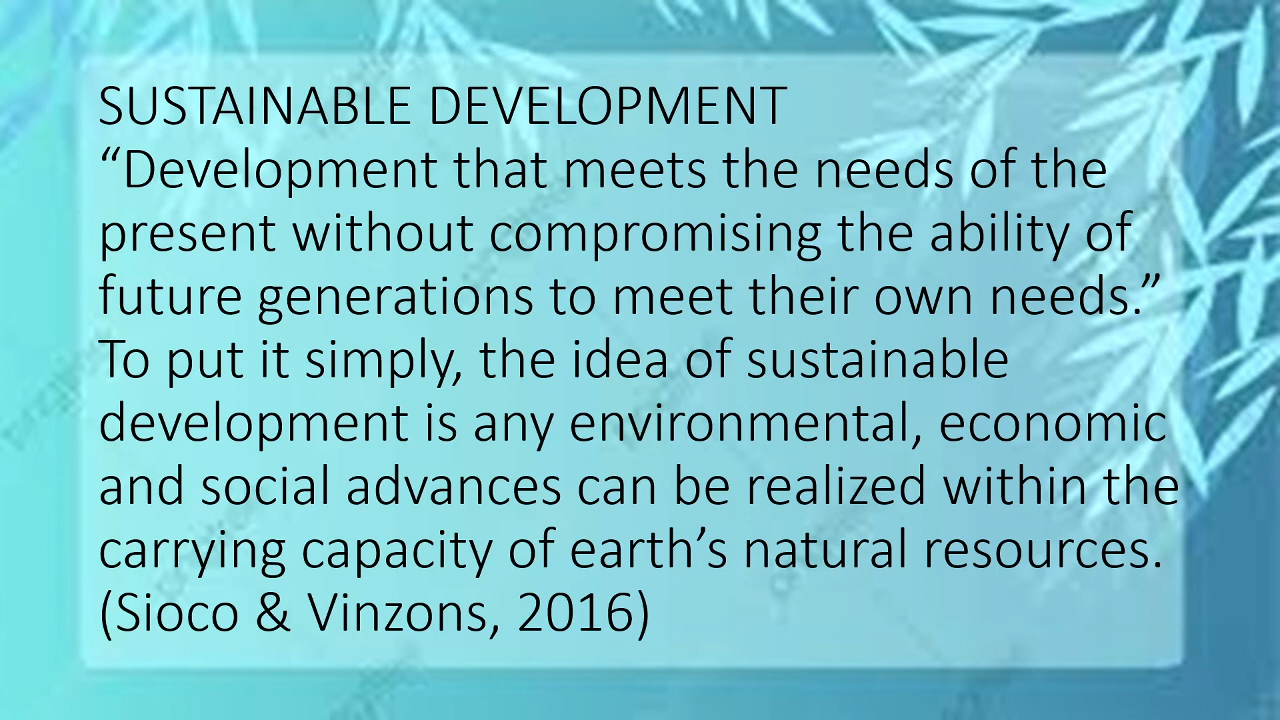 SUSTAINABLE DEVELOPMENT
“Development that meets the needs of the
present without compromising the ability of
future generations to meet their own needs.”
To put it simply, the idea of sustainable
development is any environmental, economic
and social advances can be realized within the
carrying capacity of earth’s natural resources.
(Sioco & Vinzons, 2016)